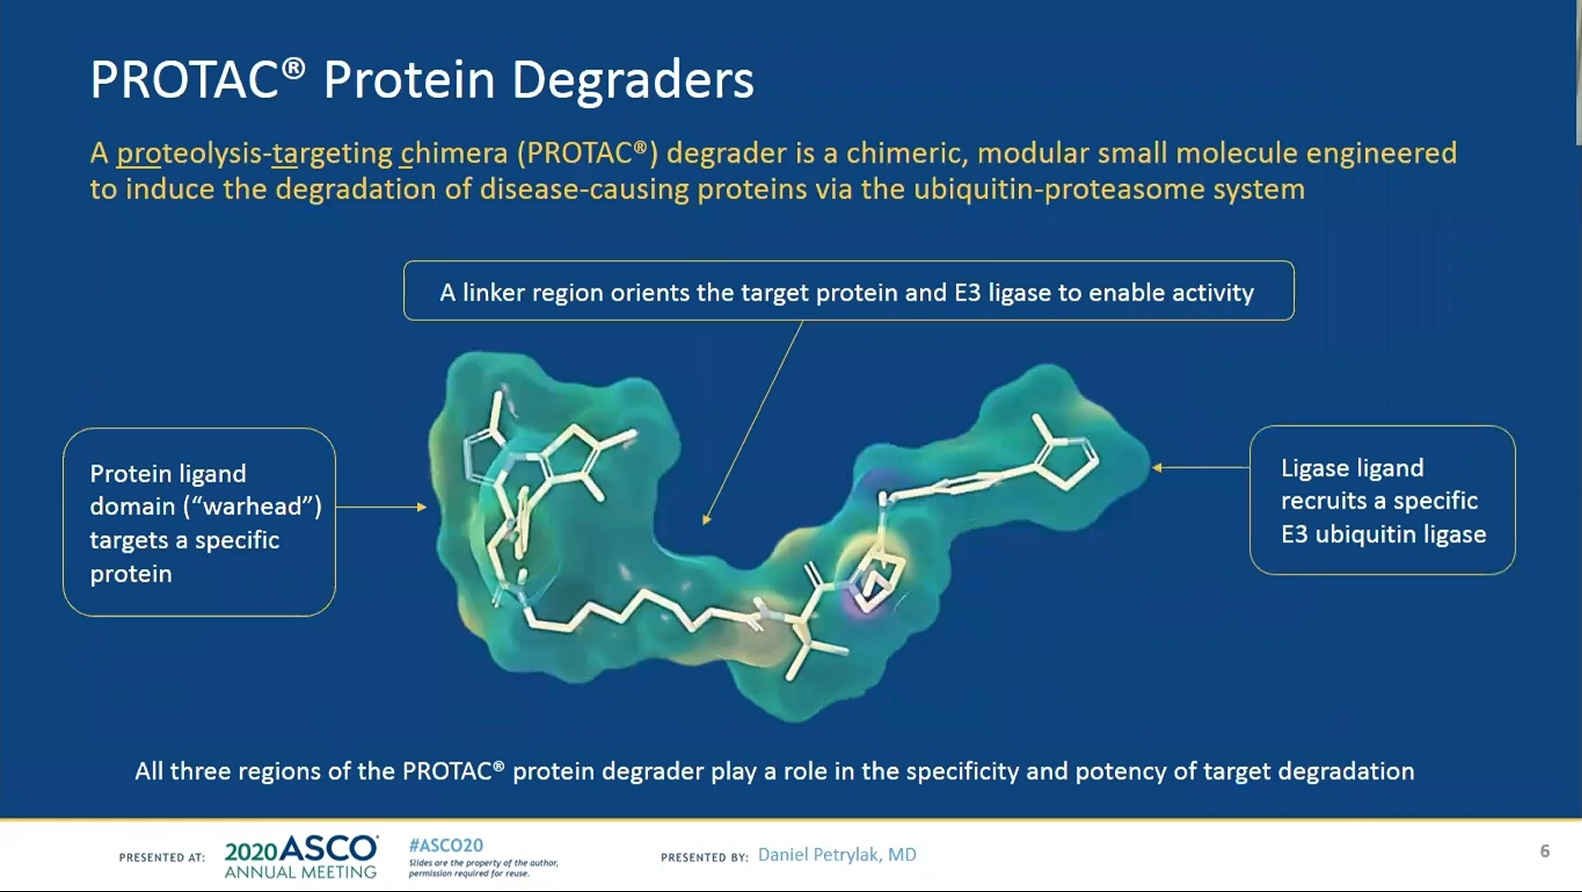 PROTAC® Protein Degraders
A proteolysis-targeting chimera (PROTAC®) degrader is a chimeric, modular small molecule engineered
to induce the degradation of disease-causing proteins via the ubiquitin-proteasome system
A linker region orients the target protein and E3 ligase to enable activity
Protein ligand
domain (“warhead”)
targets a specific
protein
Ligase ligand
recruits a specific
E3 ubiquitin ligase
All three regions of the PROTAC® protein degrader play a role in the specificity and potency of target degradation
PRESENTED AT:
2020 ASCO®
ANNUAL MEETING
#ASCO20
Slides are the property of the author,
permission required for reuse.
PRESENTED BY: Daniel Petrylak, MD
6